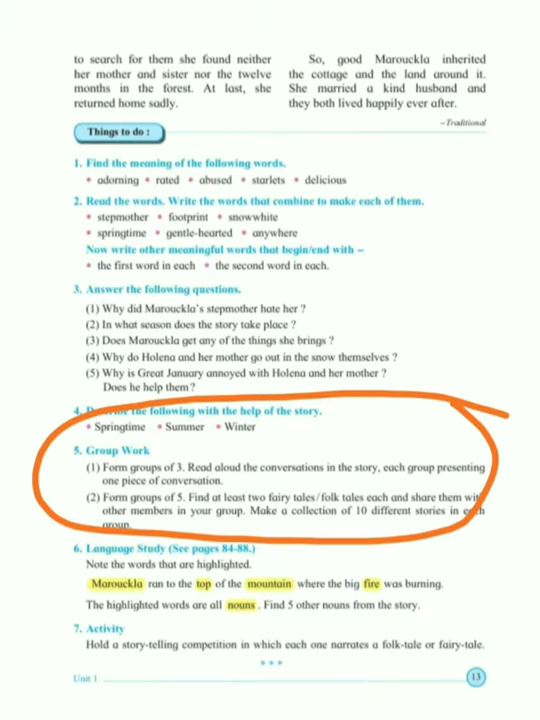 to search for them she found neither
her mother and sister nor the twelve
months in the forest. At last, she
returned home sadly.
So, good Marouckla inherited
the cottage and the land around it.
She married a kind husband and
they both lived happily ever after.
–Traditional
Things to do :
1. Find the meaning of the following words.
* adorning * rated * abused * starlets * delicious
2. Read the words. Write the words that combine to make each of them.
* stepmother * footprint * snowwhite
* springtime * gentle-hearted * anywhere
Now write other meaningful words that begin/end with –
* the first word in each * the second word in each.
3. Answer the following questions.
(1) Why did Marouckla's stepmother hate her ?
(2) In what season does the story take place ?
(3) Does Marouckla get any of the things she brings ?
(4) Why do Holena and her mother go out in the snow themselves ?
(5) Why is Great January annoyed with Holena and her mother ?
Does he help them ?
4. the following with the help of the story.
* Springtime * Summer * Winter
5. Group Work
(1) Form groups of 3. Read aloud the conversations in the story, each group presenting
one piece of conversation.
(2) Form groups of 5. Find at least two fairy tales/folk tales each and share them with
other members in your group. Make a collection of 10 different stories in each
group.
6. Language Study (See pages 84-88.)
Note the words that are highlighted.
Marouckla ran to the top of the mountain where the big fire was burning.
The highlighted words are all nouns . Find 5 other nouns from the story.
7. Activity
Hold a story-telling competition in which each one narrates a folk-tale or fairy-tale.
* * *
Unit 1
13